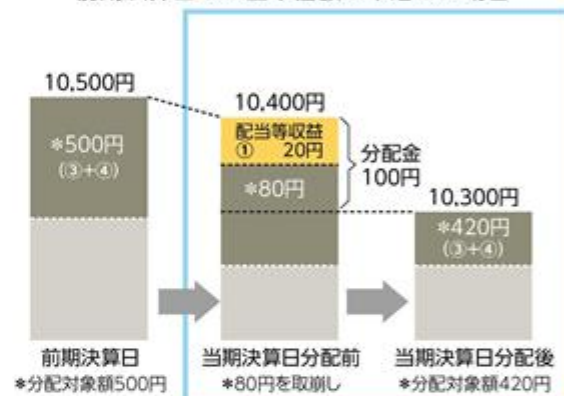 10,500円
*500円
(③+④)
10,400円
配当等収益
① 20円
*80円
分配金
100円
10,300円
*420円
(③+④)
前期決算日
*分配対象額500円
当期決算日分配前
*80円を取崩し
当期決算日分配後
*分配対象額420円